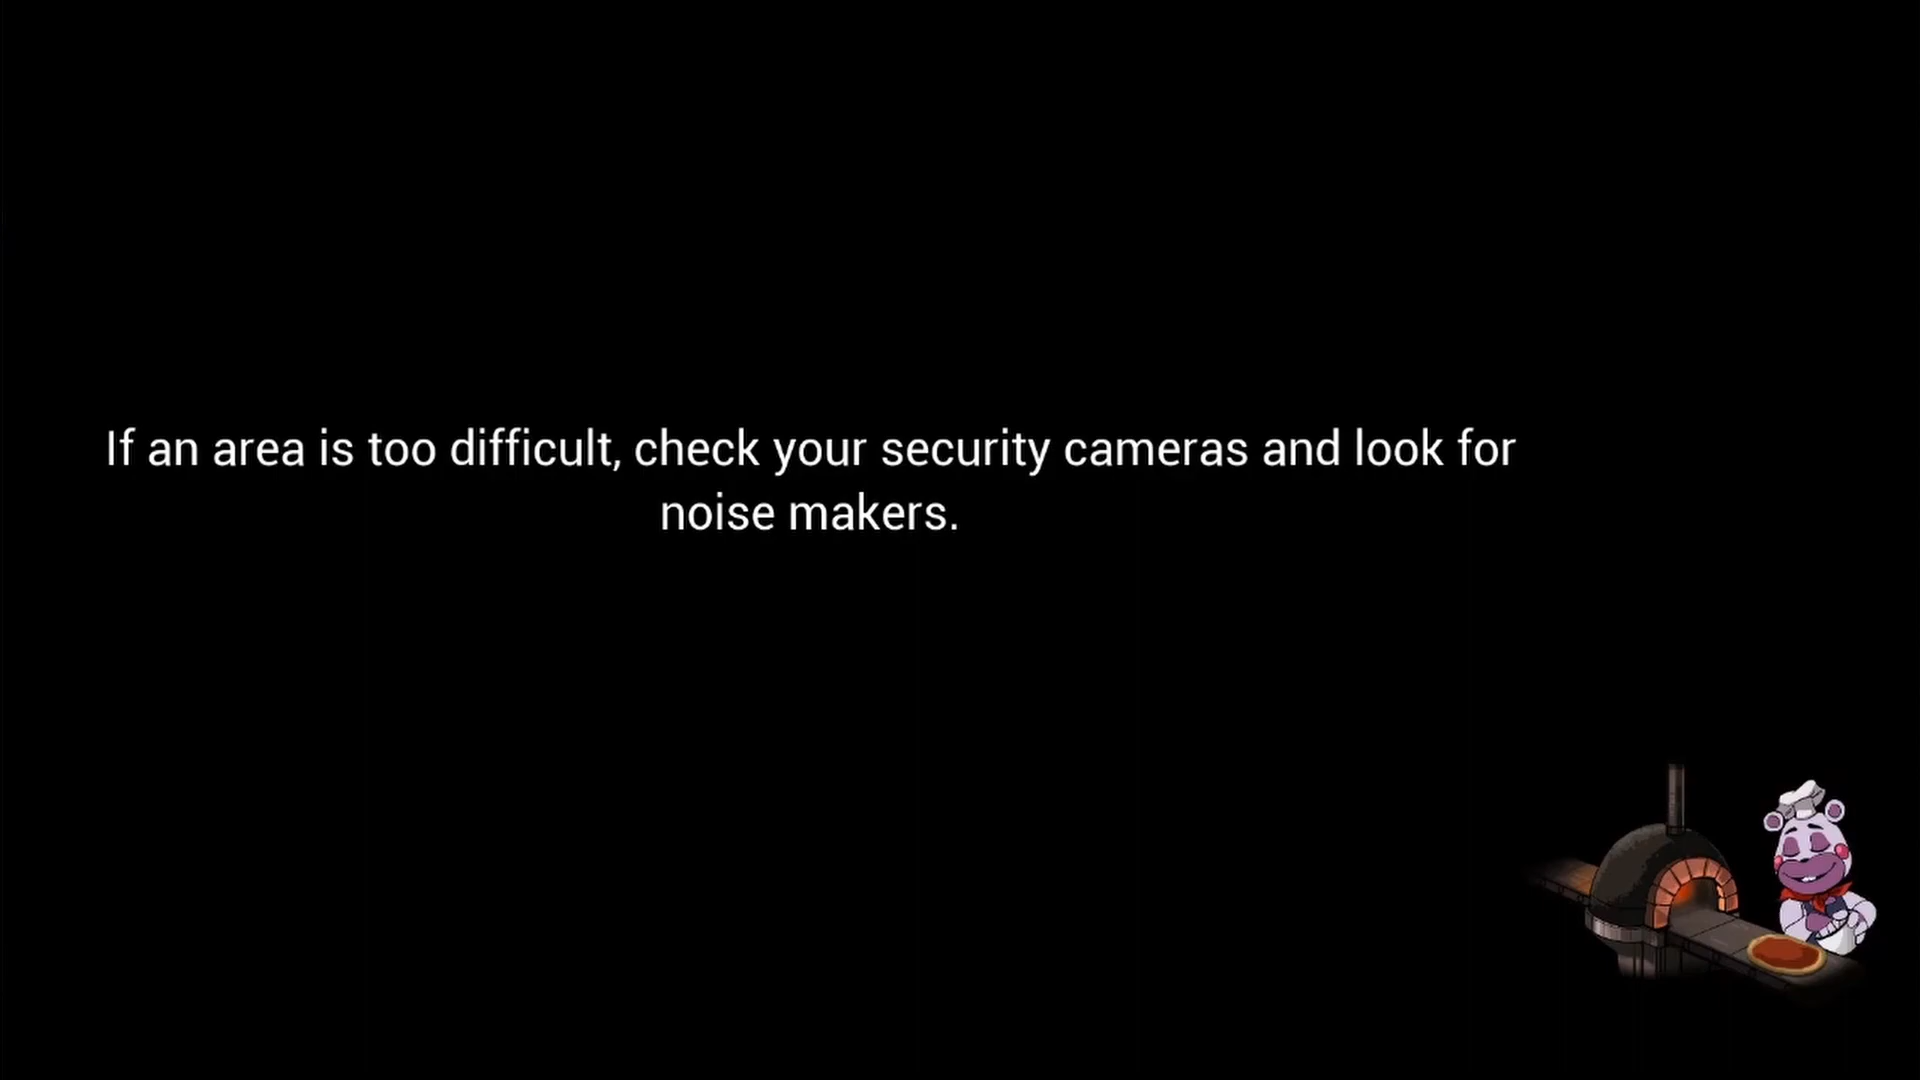 If an area is too difficult, check your security cameras and look for
noise makers.